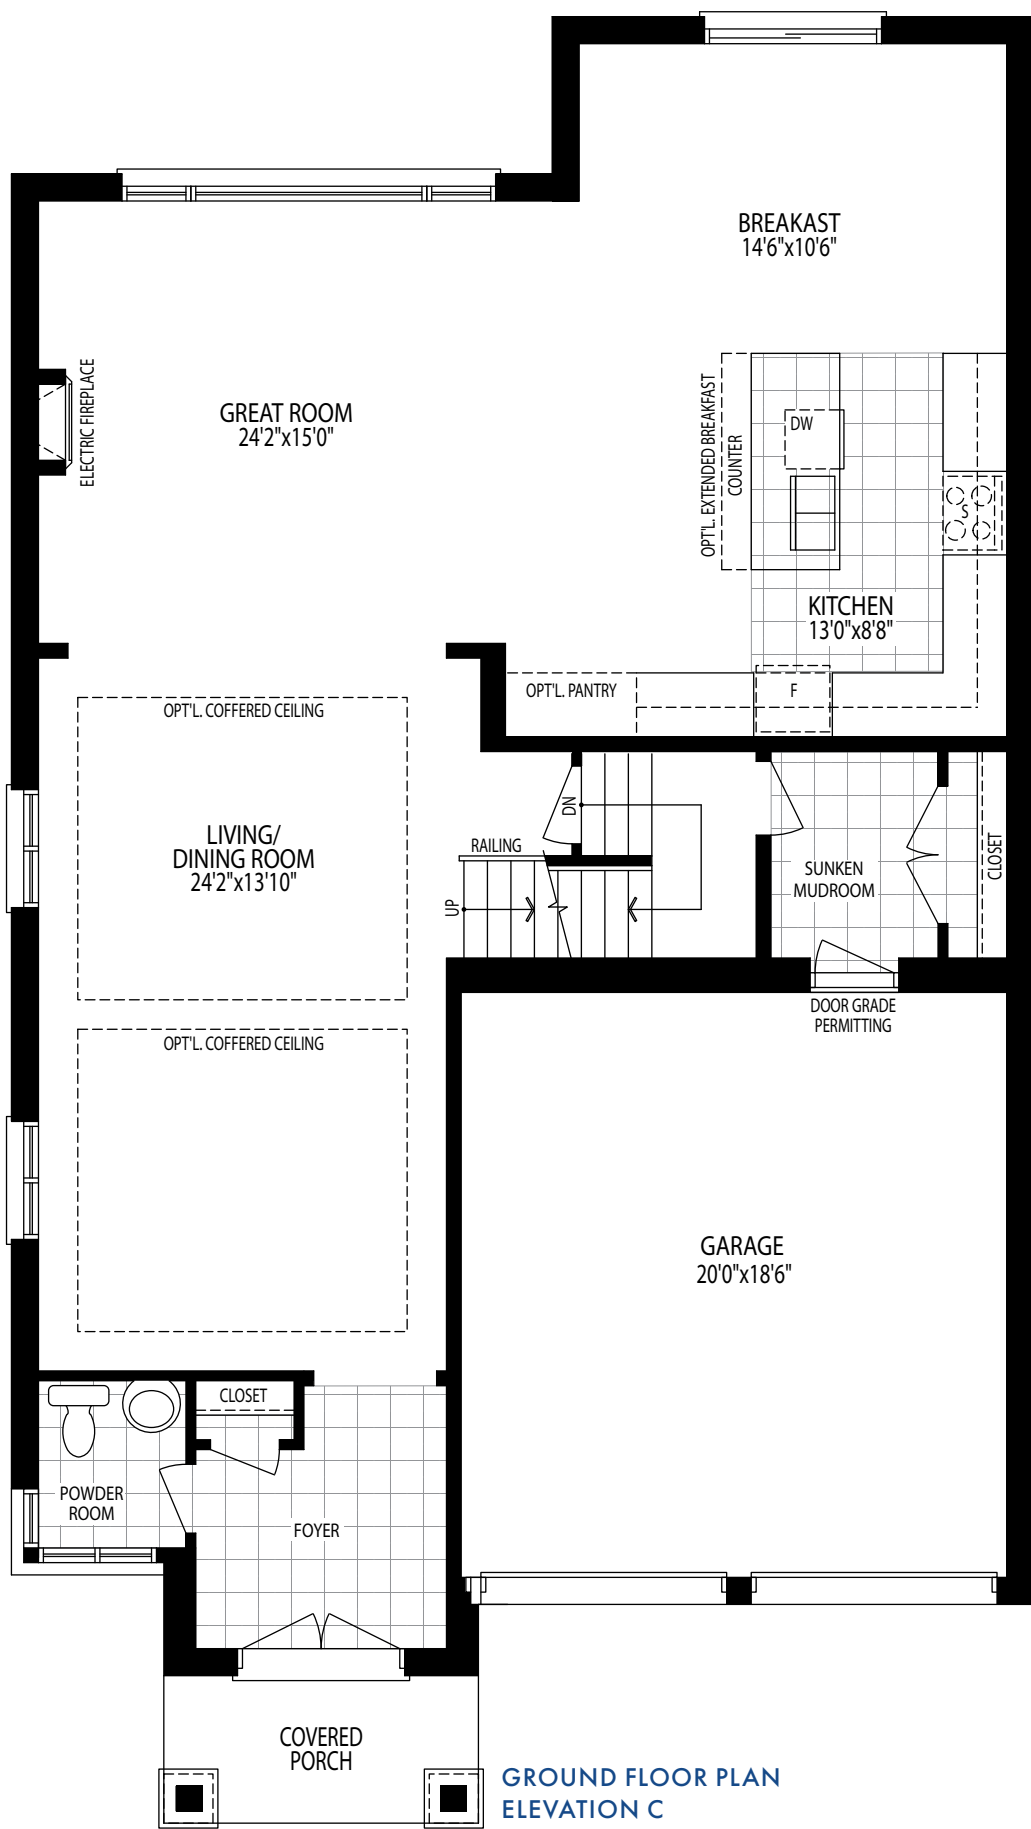 BREAKAST
14'6"x10'6"
GREAT ROOM
24'2"x15'0"
ELECTRIC FIREPLACE
OPT'L. EXTENDED BREAKFAST
COUNTER
DW
S
KITCHEN
13'0"x8'8"
OPT'L. PANTRY
F
OPT'L. COFFERED CEILING
LIVING/
DINING ROOM
24'2"x13'10"
DN
RAILING
UP
SUNKEN
MUDROOM
CLOSET
DOOR GRADE
PERMITTING
OPT'L. COFFERED CEILING
GARAGE
20'0"x18'6"
CLOSET
POWDER
ROOM
FOYER
COVERED
PORCH
GROUND FLOOR PLAN
ELEVATION C